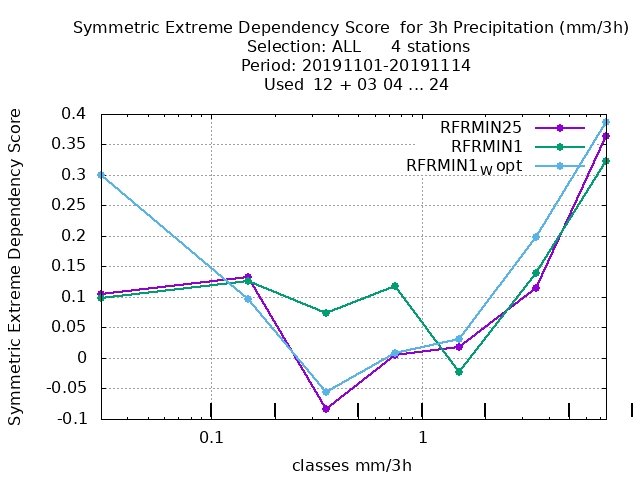 Symmetric Extreme Dependency Score  for 3h Precipitation (mm/3h)
Selection: ALL      4 stations
Period: 20191101-20191114
Used  12 + 03 04 ... 24
Symmetric Extreme Dependency Score
0.4
0.35
0.3
0.25
0.2
0.15
0.1
0.05
0
-0.05
-0.1
RFRMIN25
RFRMIN1
RFRMIN1W opt
0.1
1
classes mm/3h